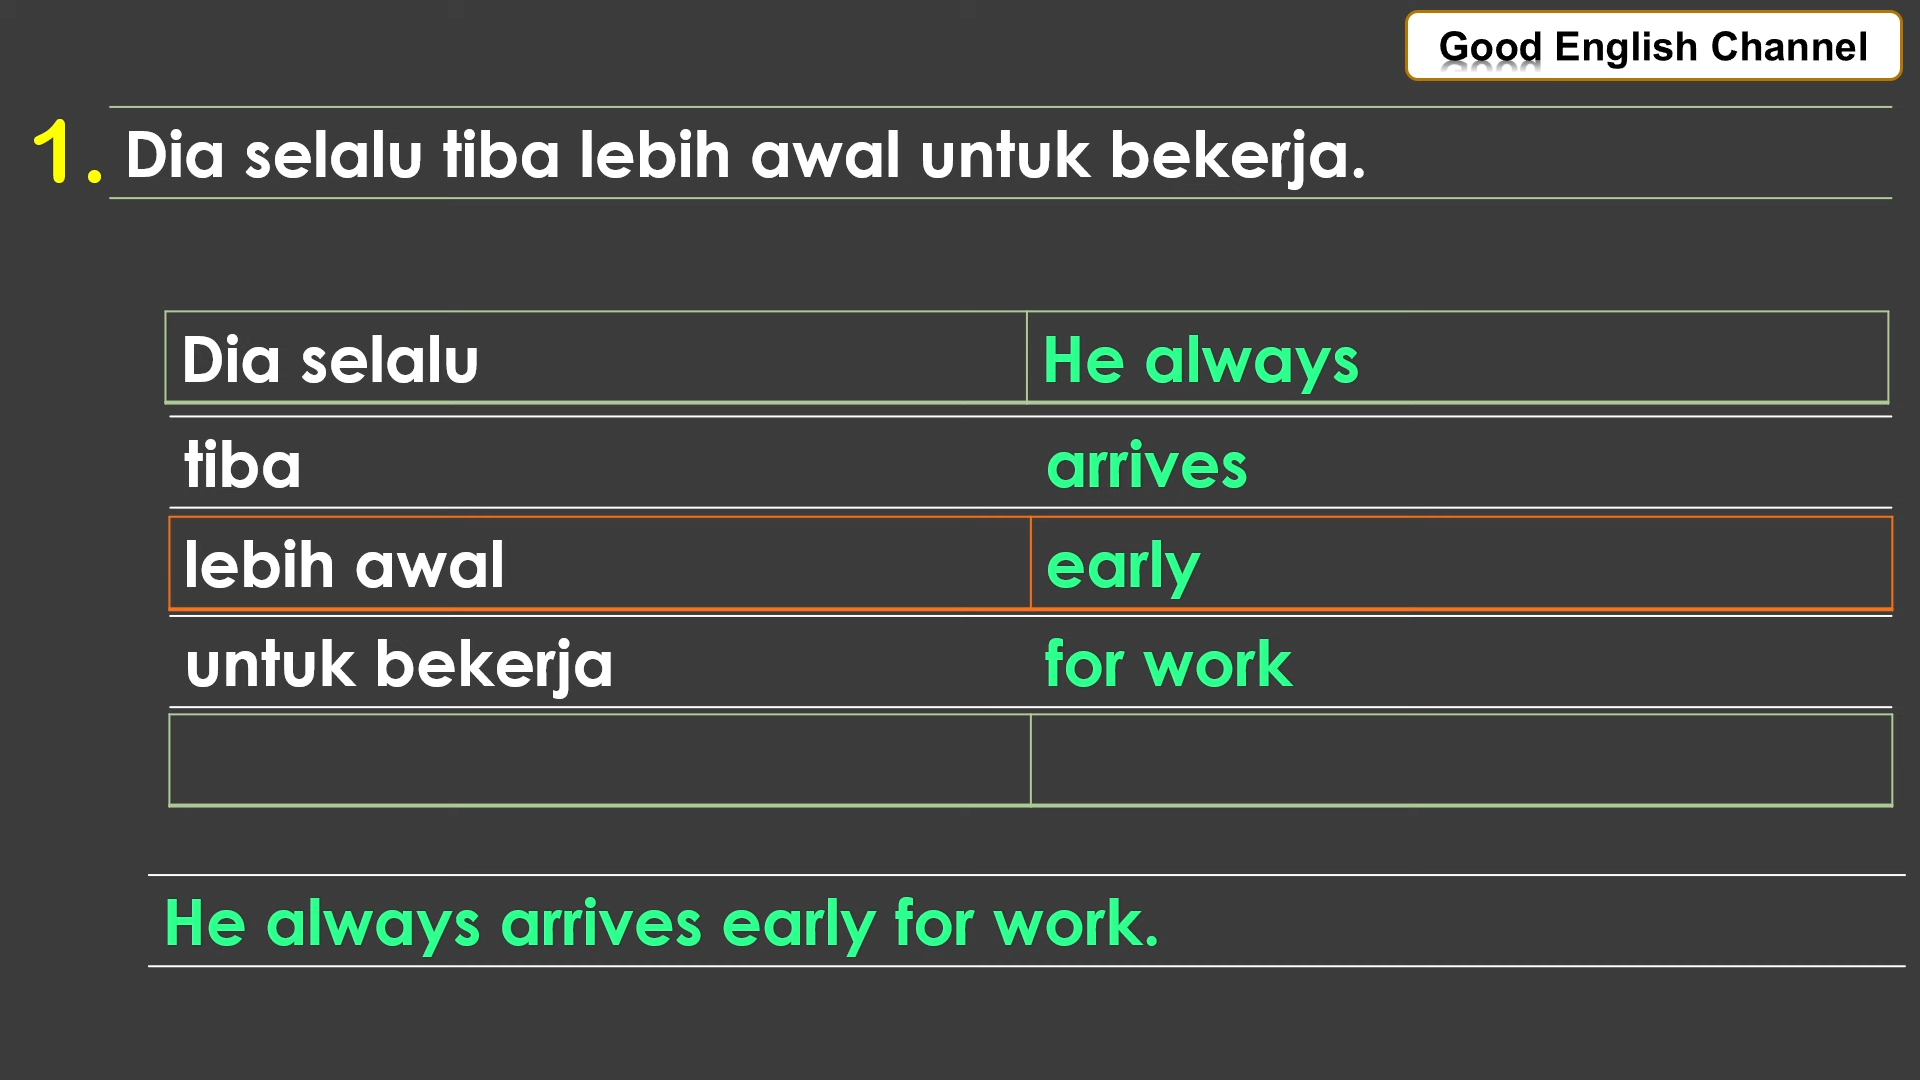 Good English Channel
1. Dia selalu tiba lebih awal untuk bekerja.
Dia selalu He always
tiba arrives
lebih awal early
untuk bekerja for work
He always arrives early for work.